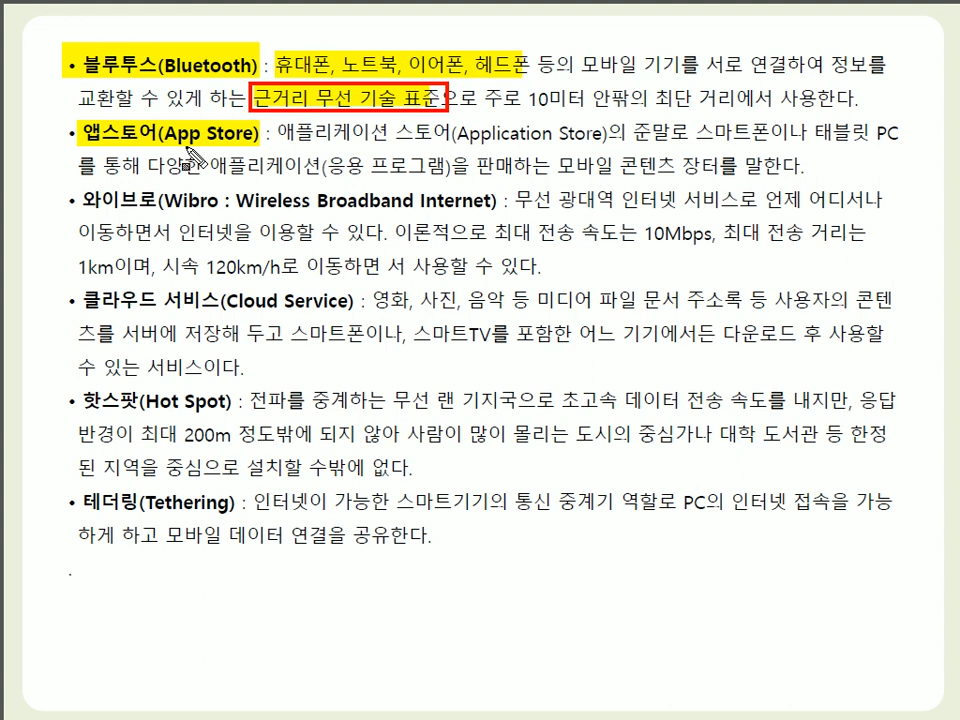 • 블루투스(Bluetooth) : 휴대폰, 노트북, 이어폰, 헤드폰 등의 모바일 기기를 서로 연결하여 정보를
교환할 수 있게 하는 근거리 무선 기술 표준으로 주로 10미터 안팎의 최단 거리에서 사용한다.
• 앱스토어(App Store) : 애플리케이션 스토어(Application Store)의 준말로 스마트폰이나 태블릿 PC
를 통해 다양한 애플리케이션(응용 프로그램)을 판매하는 모바일 콘텐츠 장터를 말한다.
• 와이브로(Wibro : Wireless Broadband Internet) : 무선 광대역 인터넷 서비스로 언제 어디서나
이동하면서 인터넷을 이용할 수 있다. 이론적으로 최대 전송 속도는 10Mbps, 최대 전송 거리는
1km이며, 시속 120km/h로 이동하면 서 사용할 수 있다.
• 클라우드 서비스(Cloud Service) : 영화, 사진, 음악 등 미디어 파일 문서 주소록 등 사용자의 콘텐
츠를 서버에 저장해 두고 스마트폰이나, 스마트TV를 포함한 어느 기기에서든 다운로드 후 사용할
수 있는 서비스이다.
• 핫스팟(Hot Spot) : 전파를 중계하는 무선 랜 기지국으로 초고속 데이터 전송 속도를 내지만, 응답
반경이 최대 200m 정도밖에 되지 않아 사람이 많이 몰리는 도시의 중심가나 대학 도서관 등 한정
된 지역을 중심으로 설치할 수밖에 없다.
• 테더링(Tethering) : 인터넷이 가능한 스마트기기의 통신 중계기 역할로 PC의 인터넷 접속을 가능
하게 하고 모바일 데이터 연결을 공유한다.
.